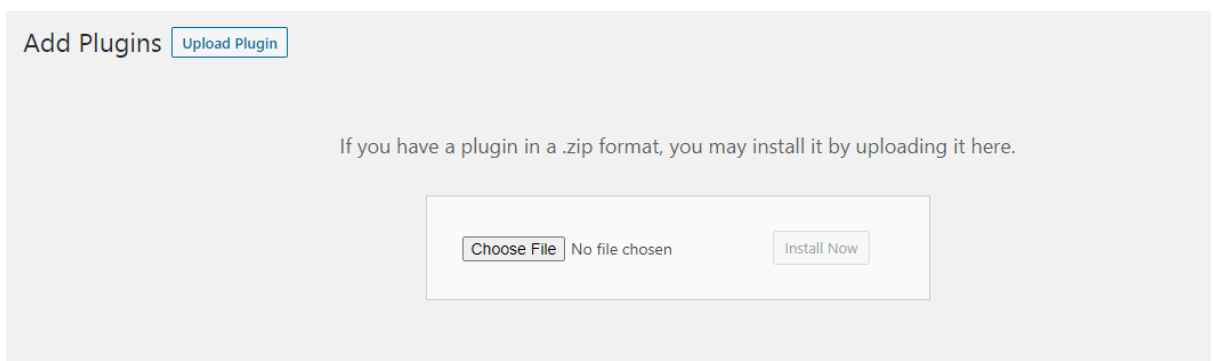 Add Plugins Upload Plugin
If you have a plugin in a .zip format, you may install it by uploading it here.
Choose File No file chosen Install Now